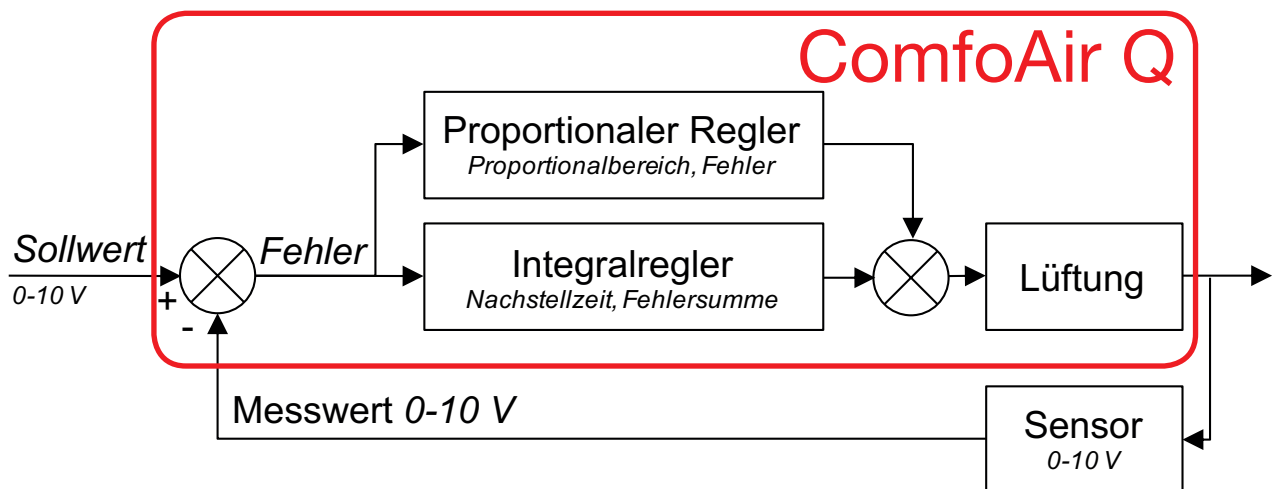 ComfoAir Q
Proportionaler Regler
Proportionalbereich, Fehler
Sollwert
0-10 V
+
-
Fehler
Integralregler
Nachstellzeit, Fehlersumme
Lüftung
Messwert 0-10 V
Sensor
0-10 V